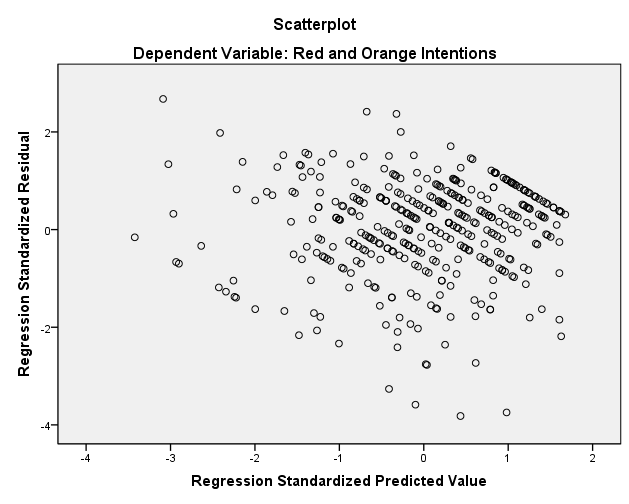 Scatterplot
Dependent Variable: Red and Orange Intentions
Regression Standardized Residual
2
0
-2
-4
-4 -3 -2 -1 0 1 2
Regression Standardized Predicted Value